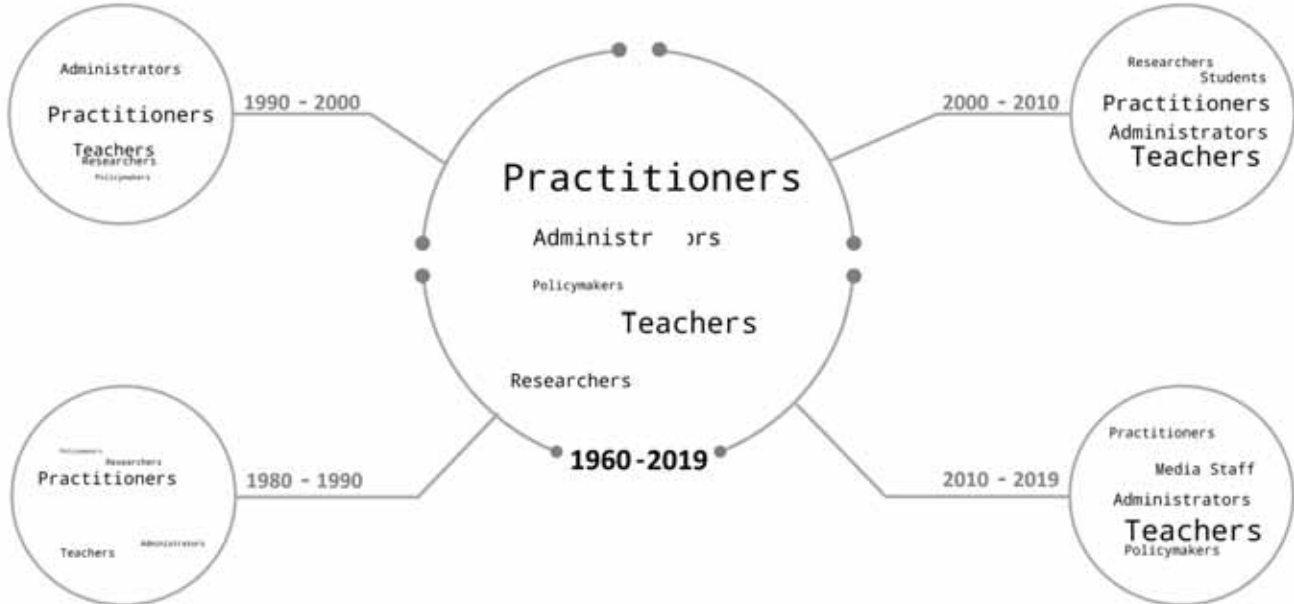 Administrators
Practitioners
Teachers
Researchers
Policymakers
1990 - 2000
Practitioners
Administr ors
Policymakers
Teachers
Researchers
1960 - 2019
2000 - 2010
Researchers
Students
Practitioners
Administrators
Teachers
Policymakers
Researchers
Practitioners
Administrators
Teachers
1980 - 1990
2010 - 2019
Practitioners
Media Staff
Administrators
Teachers
Policymakers